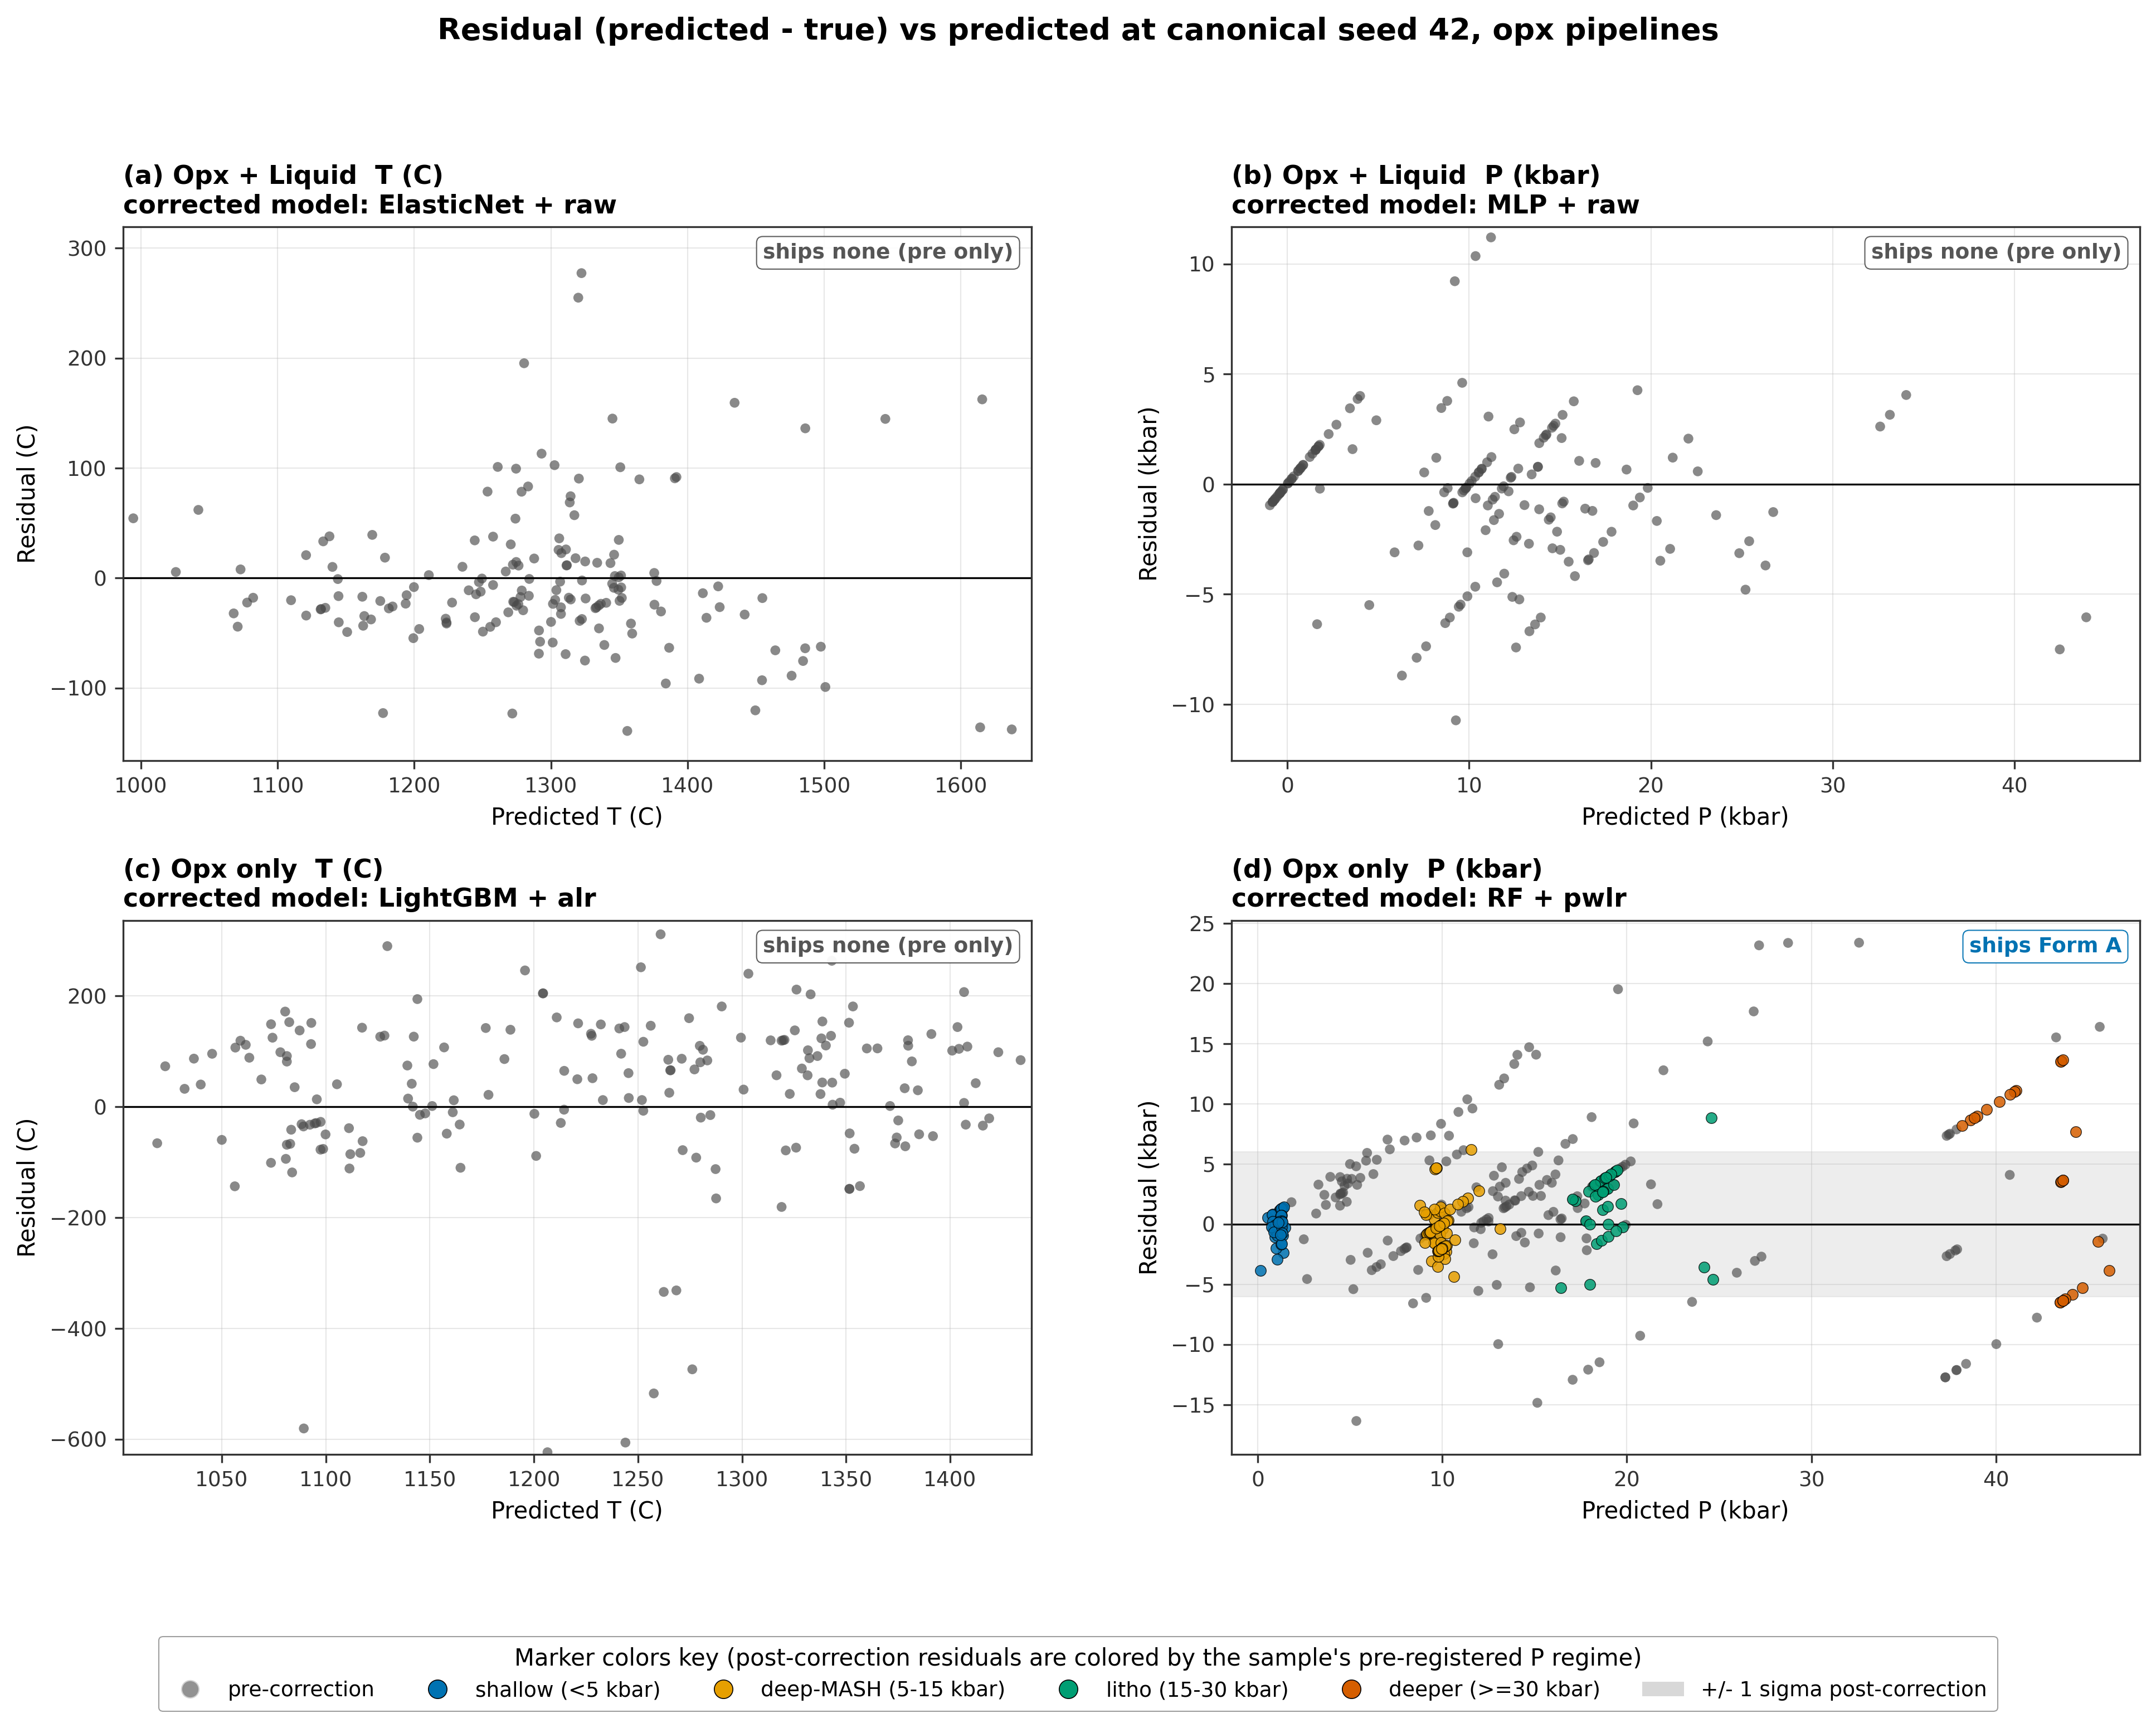 Residual (predicted - true) vs predicted at canonical seed 42, opx pipelines
(a) Opx + Liquid  T (C)
corrected model: ElasticNet + raw
ships none (pre only)
300
200
100
0
−100
Residual (C)
1000 1100 1200 1300 1400 1500 1600
Predicted T (C)
(b) Opx + Liquid  P (kbar)
corrected model: MLP + raw
ships none (pre only)
10
5
0
−5
−10
Residual (kbar)
0 10 20 30 40
Predicted P (kbar)
(c) Opx only  T (C)
corrected model: LightGBM + alr
ships none (pre only)
200
0
−200
−400
−600
Residual (C)
1050 1100 1150 1200 1250 1300 1350 1400
Predicted T (C)
(d) Opx only  P (kbar)
corrected model: RF + pwlr
ships Form A
25
20
15
10
5
0
−5
−10
−15
Residual (kbar)
0 10 20 30 40
Predicted P (kbar)
Marker colors key (post-correction residuals are colored by the sample's pre-registered P regime)
pre-correction shallow (<5 kbar) deep-MASH (5-15 kbar) litho (15-30 kbar) deeper (>=30 kbar) +/- 1 sigma post-correction